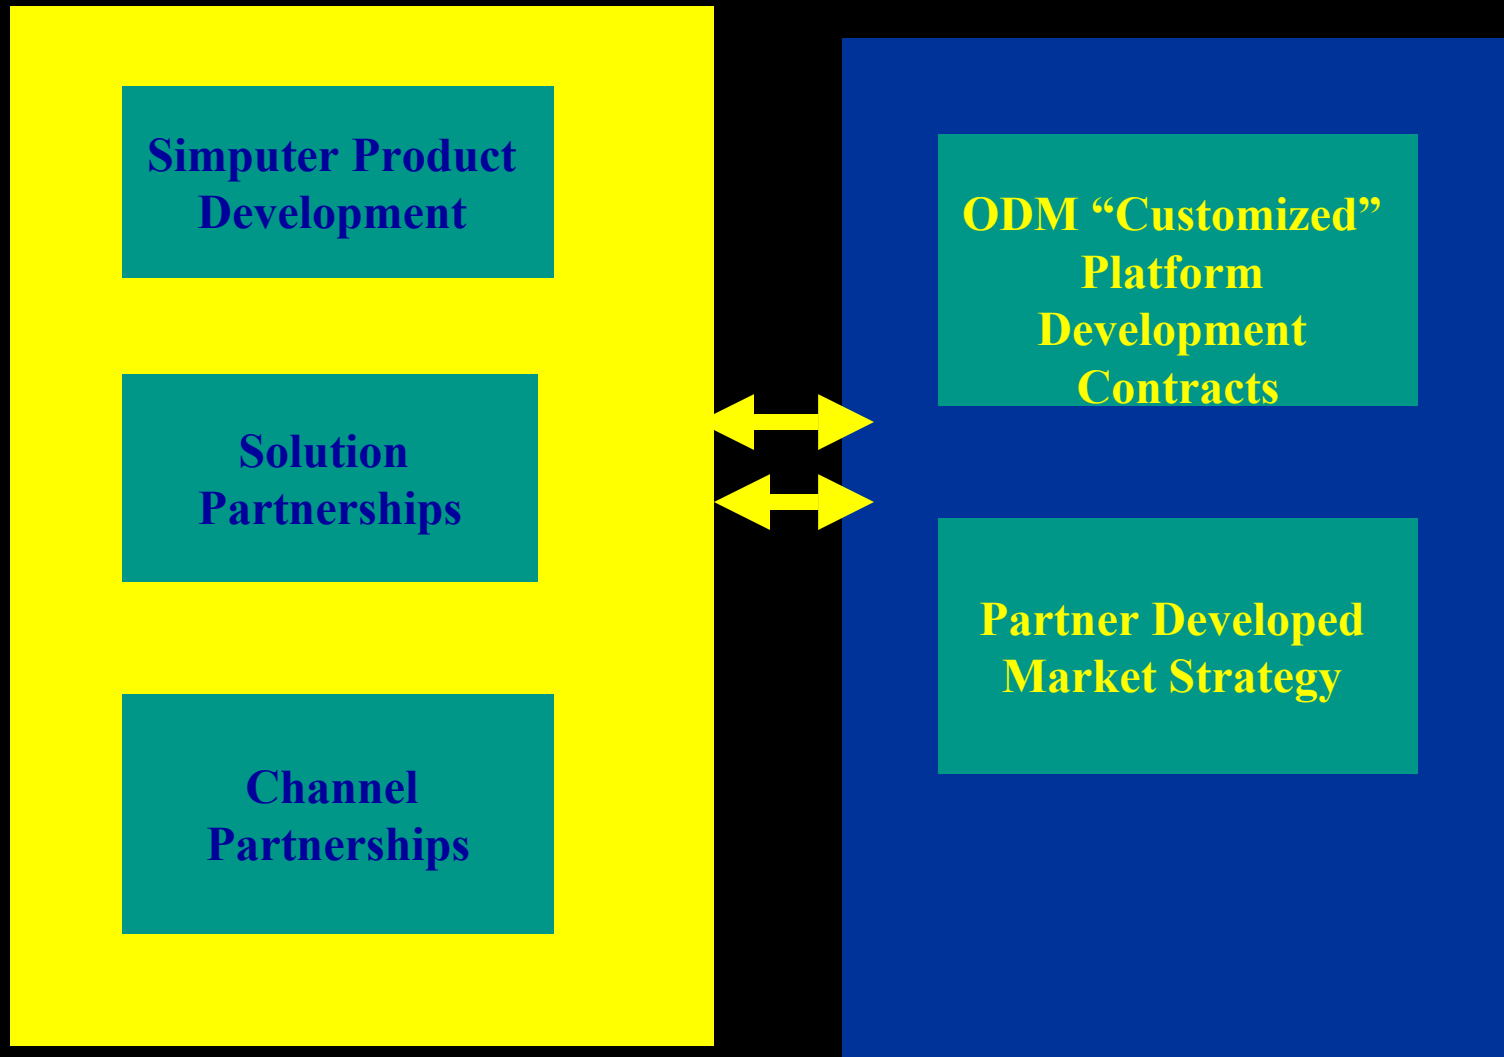 Simputer Product
Development
Solution
Partnerships
Channel
Partnerships
ODM “Customized”
Platform
Development
Contracts
Partner Developed
Market Strategy